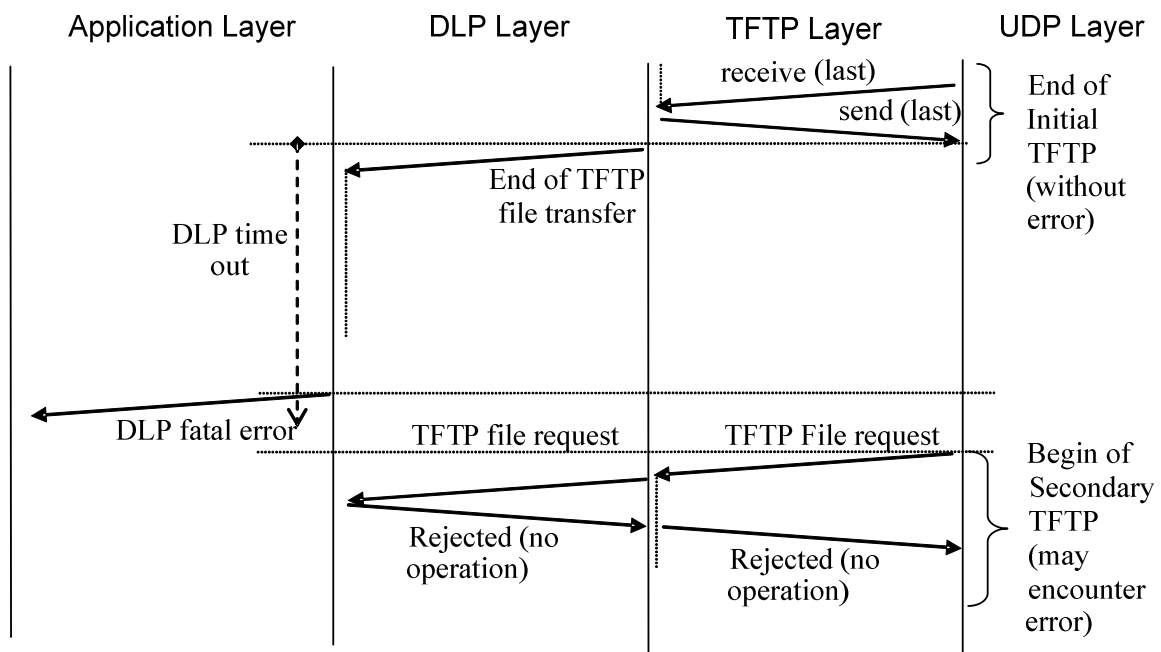 Application Layer
DLP Layer
TFTP Layer
UDP Layer
receive (last)
send (last)
End of
Initial
TFTP
(without
error)
End of TFTP
file transfer
DLP time
out
DLP fatal error
TFTP file request
TFTP File request
Rejected (no
operation)
Rejected (no
operation)
Begin of
Secondary
TFTP
(may
encounter
error)